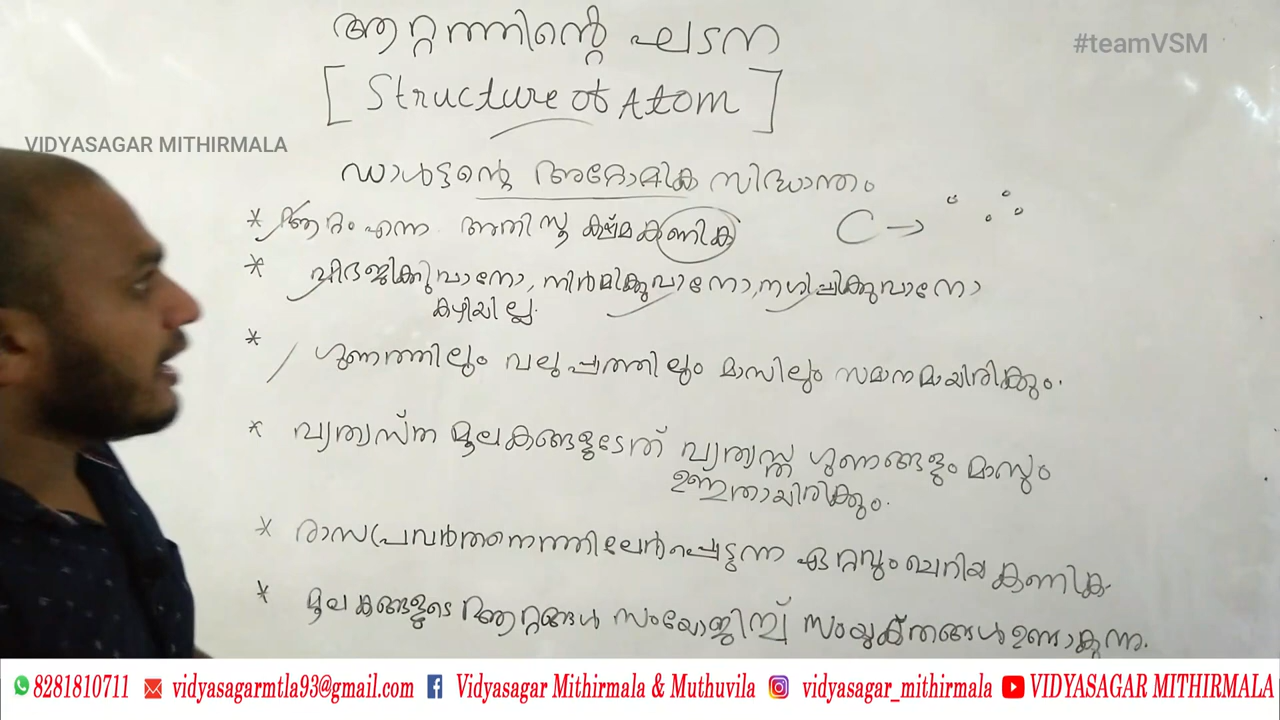 ആറ്റത്തിന്റെ ഘടന
#teamVSM
[ Structure of Atom ]
VIDYASAGAR MITHIRMALA
ഡാൾട്ടന്റെ അറ്റോമിക സിദ്ധാന്തം
* ആറ്റം എന്ന അതിസൂക്ഷ്മകണിക
C →
* വിഭജിക്കുവാനോ, നിർമിക്കുവാനോ, നശിപ്പിക്കുവാനോ
കഴിയില്ല.
* ഗുണത്തിലും വലുപ്പത്തിലും മാസിലും സമാനമായിരിക്കും.
* വ്യത്യസ്ത മൂലകങ്ങളുടേത് വ്യത്യസ്ത ഗുണങ്ങളും മാസും
ഉണ്ടായിരിക്കും.
* രാസപ്രവർത്തനത്തിലേർപ്പെടുന്ന ഏറ്റവും ചെറിയ കണിക
* മൂലകങ്ങളുടെ ആറ്റങ്ങൾ സംയോജിച്ച് സംയുക്തങ്ങൾ ഉണ്ടാകുന്നു.
8281810711 vidyasagarmtla93@gmail.com Vidyasagar Mithirmala & Muthuvila vidyasagar_mithirmala VIDYASAGAR MITHIRMALA